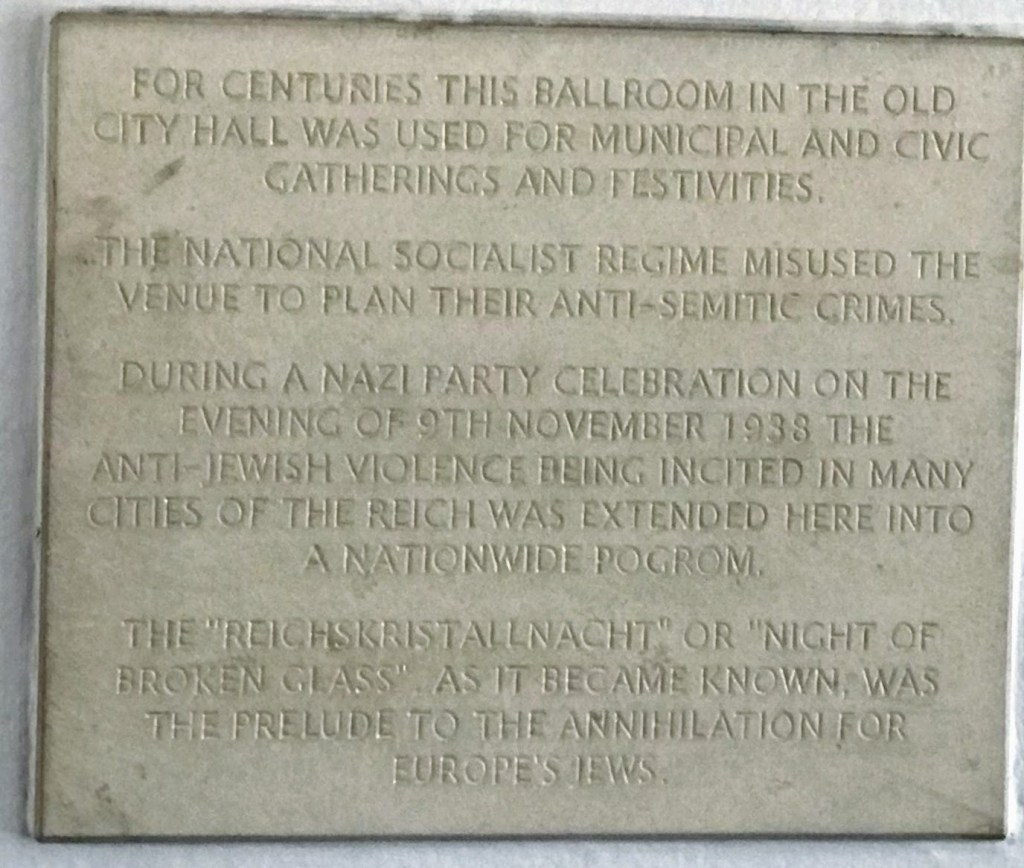 FOR CENTURIES THIS BALLROOM IN THE OLD
CITY HALL WAS USED FOR MUNICIPAL AND CIVIC
GATHERINGS AND FESTIVITIES.
THE NATIONAL SOCIALIST REGIME MISUSED THE
VENUE TO PLAN THEIR ANTI-SEMITIC CRIMES.
DURING A NAZI PARTY CELEBRATION ON THE
EVENING OF 9TH NOVEMBER 1938 THE
ANTI-JEWISH VIOLENCE BEING INCITED IN MANY
CITIES OF THE REICH WAS EXTENDED HERE INTO
A NATIONWIDE POGROM.
THE "REICHSKRISTALLNACHT" OR "NIGHT OF
BROKEN GLASS", AS IT BECAME KNOWN, WAS
THE PRELUDE TO THE ANNIHILATION FOR
EUROPE'S JEWS.